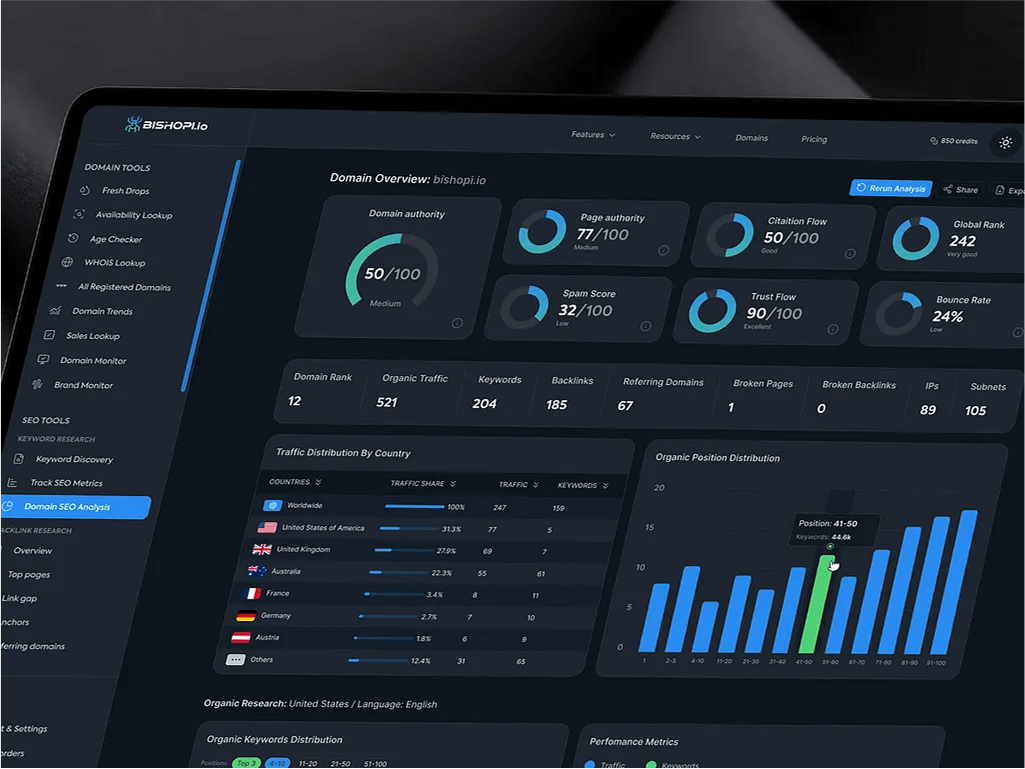 BISHOPI.io
Features
Resources
Domains
Pricing
850 credits
DOMAIN TOOLS
Fresh Drops
Availability Lookup
Age Checker
WHOIS Lookup
All Registered Domains
Domain Trends
Sales Lookup
Domain Monitor
Brand Monitor
SEO TOOLS
KEYWORD RESEARCH
Keyword Discovery
Track SEO Metrics
Domain SEO Analysis
ACKLINK RESEARCH
Overview
Top pages
Link gap
nchors
ferring domains
t & Settings
orders
Domain Overview: bishopi.io
Rerun Analysis
Share
Exp
Domain authority
50/100
Medium
Page authority
77/100
Medium
Citaition Flow
50/100
Good
Global Rank
242
Very good
Spam Score
32/100
Low
Trust Flow
90/100
Excellent
Bounce Rate
24%
Low
Domain Rank Organic Traffic Keywords Backlinks Referring Domains Broken Pages Broken Backlinks IPs Subnets
12 521 204 185 67 1 0 89 105
Traffic Distribution By Country
COUNTRIES TRAFFIC SHARE TRAFFIC KEYWORDS
Worldwide 100% 247 159
United States of America 31.3% 77 5
United Kingdom 27.9% 69 7
Australia 22.3% 55 61
France 3.4% 8 11
Germany 2.7% 7 10
Austria 1.8% 6 9
Others 12.4% 31 65
Organic Position Distribution
20
15
10
5
0
Position: 41-50
Keywords: 44.6k
1 2-3 4-10 11-20 21-30 31-40 41-50 51-60 61-70 71-80 81-90 91-100
Organic Research: United States / Language: English
Organic Keywords Distribution
Positions: Top 3 4-10 11-20 21-50 51-100
Perfomance Metrics
Traffic Keywords